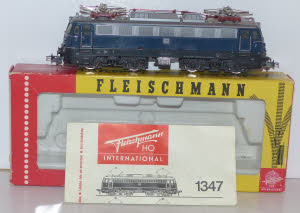 FLEISCHMANN
Fleischmann
HO
INTERNATIONAL
1347